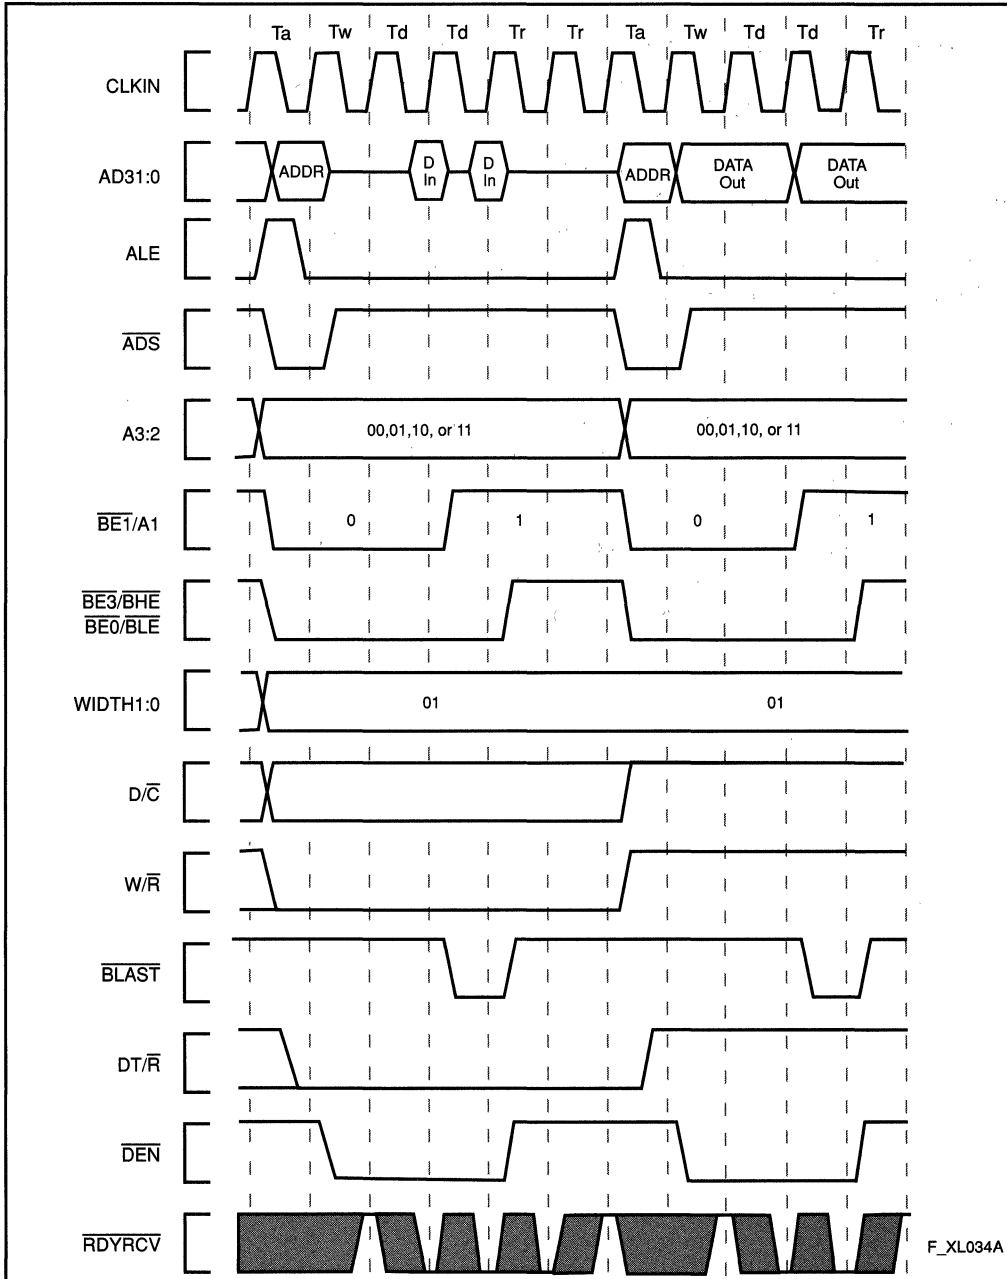 Ta Tw Td Td Tr Tr Ta Tw Td Td Tr
CLKIN
AD31:0 ADDR D In D In ADDR DATA Out DATA Out
ALE
ADS
A3:2 00,01,10, or 11 00,01,10, or 11
BE1/A1 0 1 0 1
BE3/BHE
BE0/BLE
WIDTH1:0 01 01
D/C
W/R
BLAST
DT/R
DEN
RDYRCV
F_XL034A